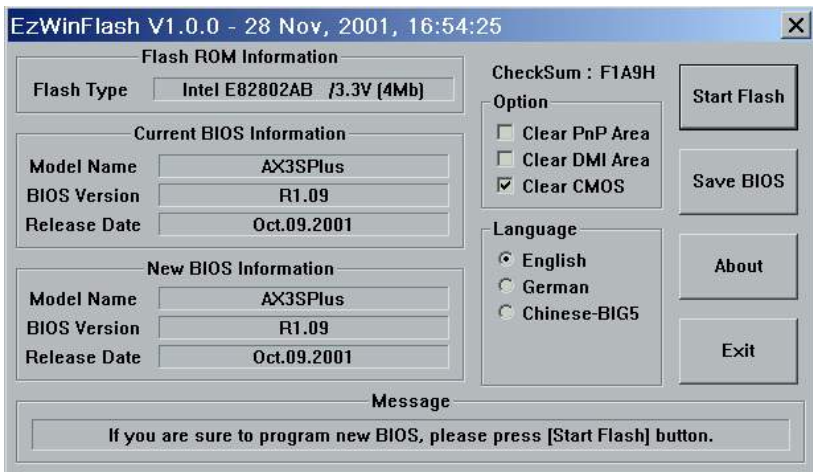 EzWinFlash V1.0.0 - 28 Nov, 2001, 16:54:25
Flash ROM Information
Flash Type Intel E82802AB /3.3V (4Mb)
Current BIOS Information
Model Name AX3SPlus
BIOS Version R1.09
Release Date Oct.09.2001
New BIOS Information
Model Name AX3SPlus
BIOS Version R1.09
Release Date Oct.09.2001
CheckSum : F1A9H
Option
Clear PnP Area
Clear DMI Area
Clear CMOS
Language
English
German
Chinese-BIG5
Start Flash
Save BIOS
About
Exit
Message
If you are sure to program new BIOS, please press [Start Flash] button.